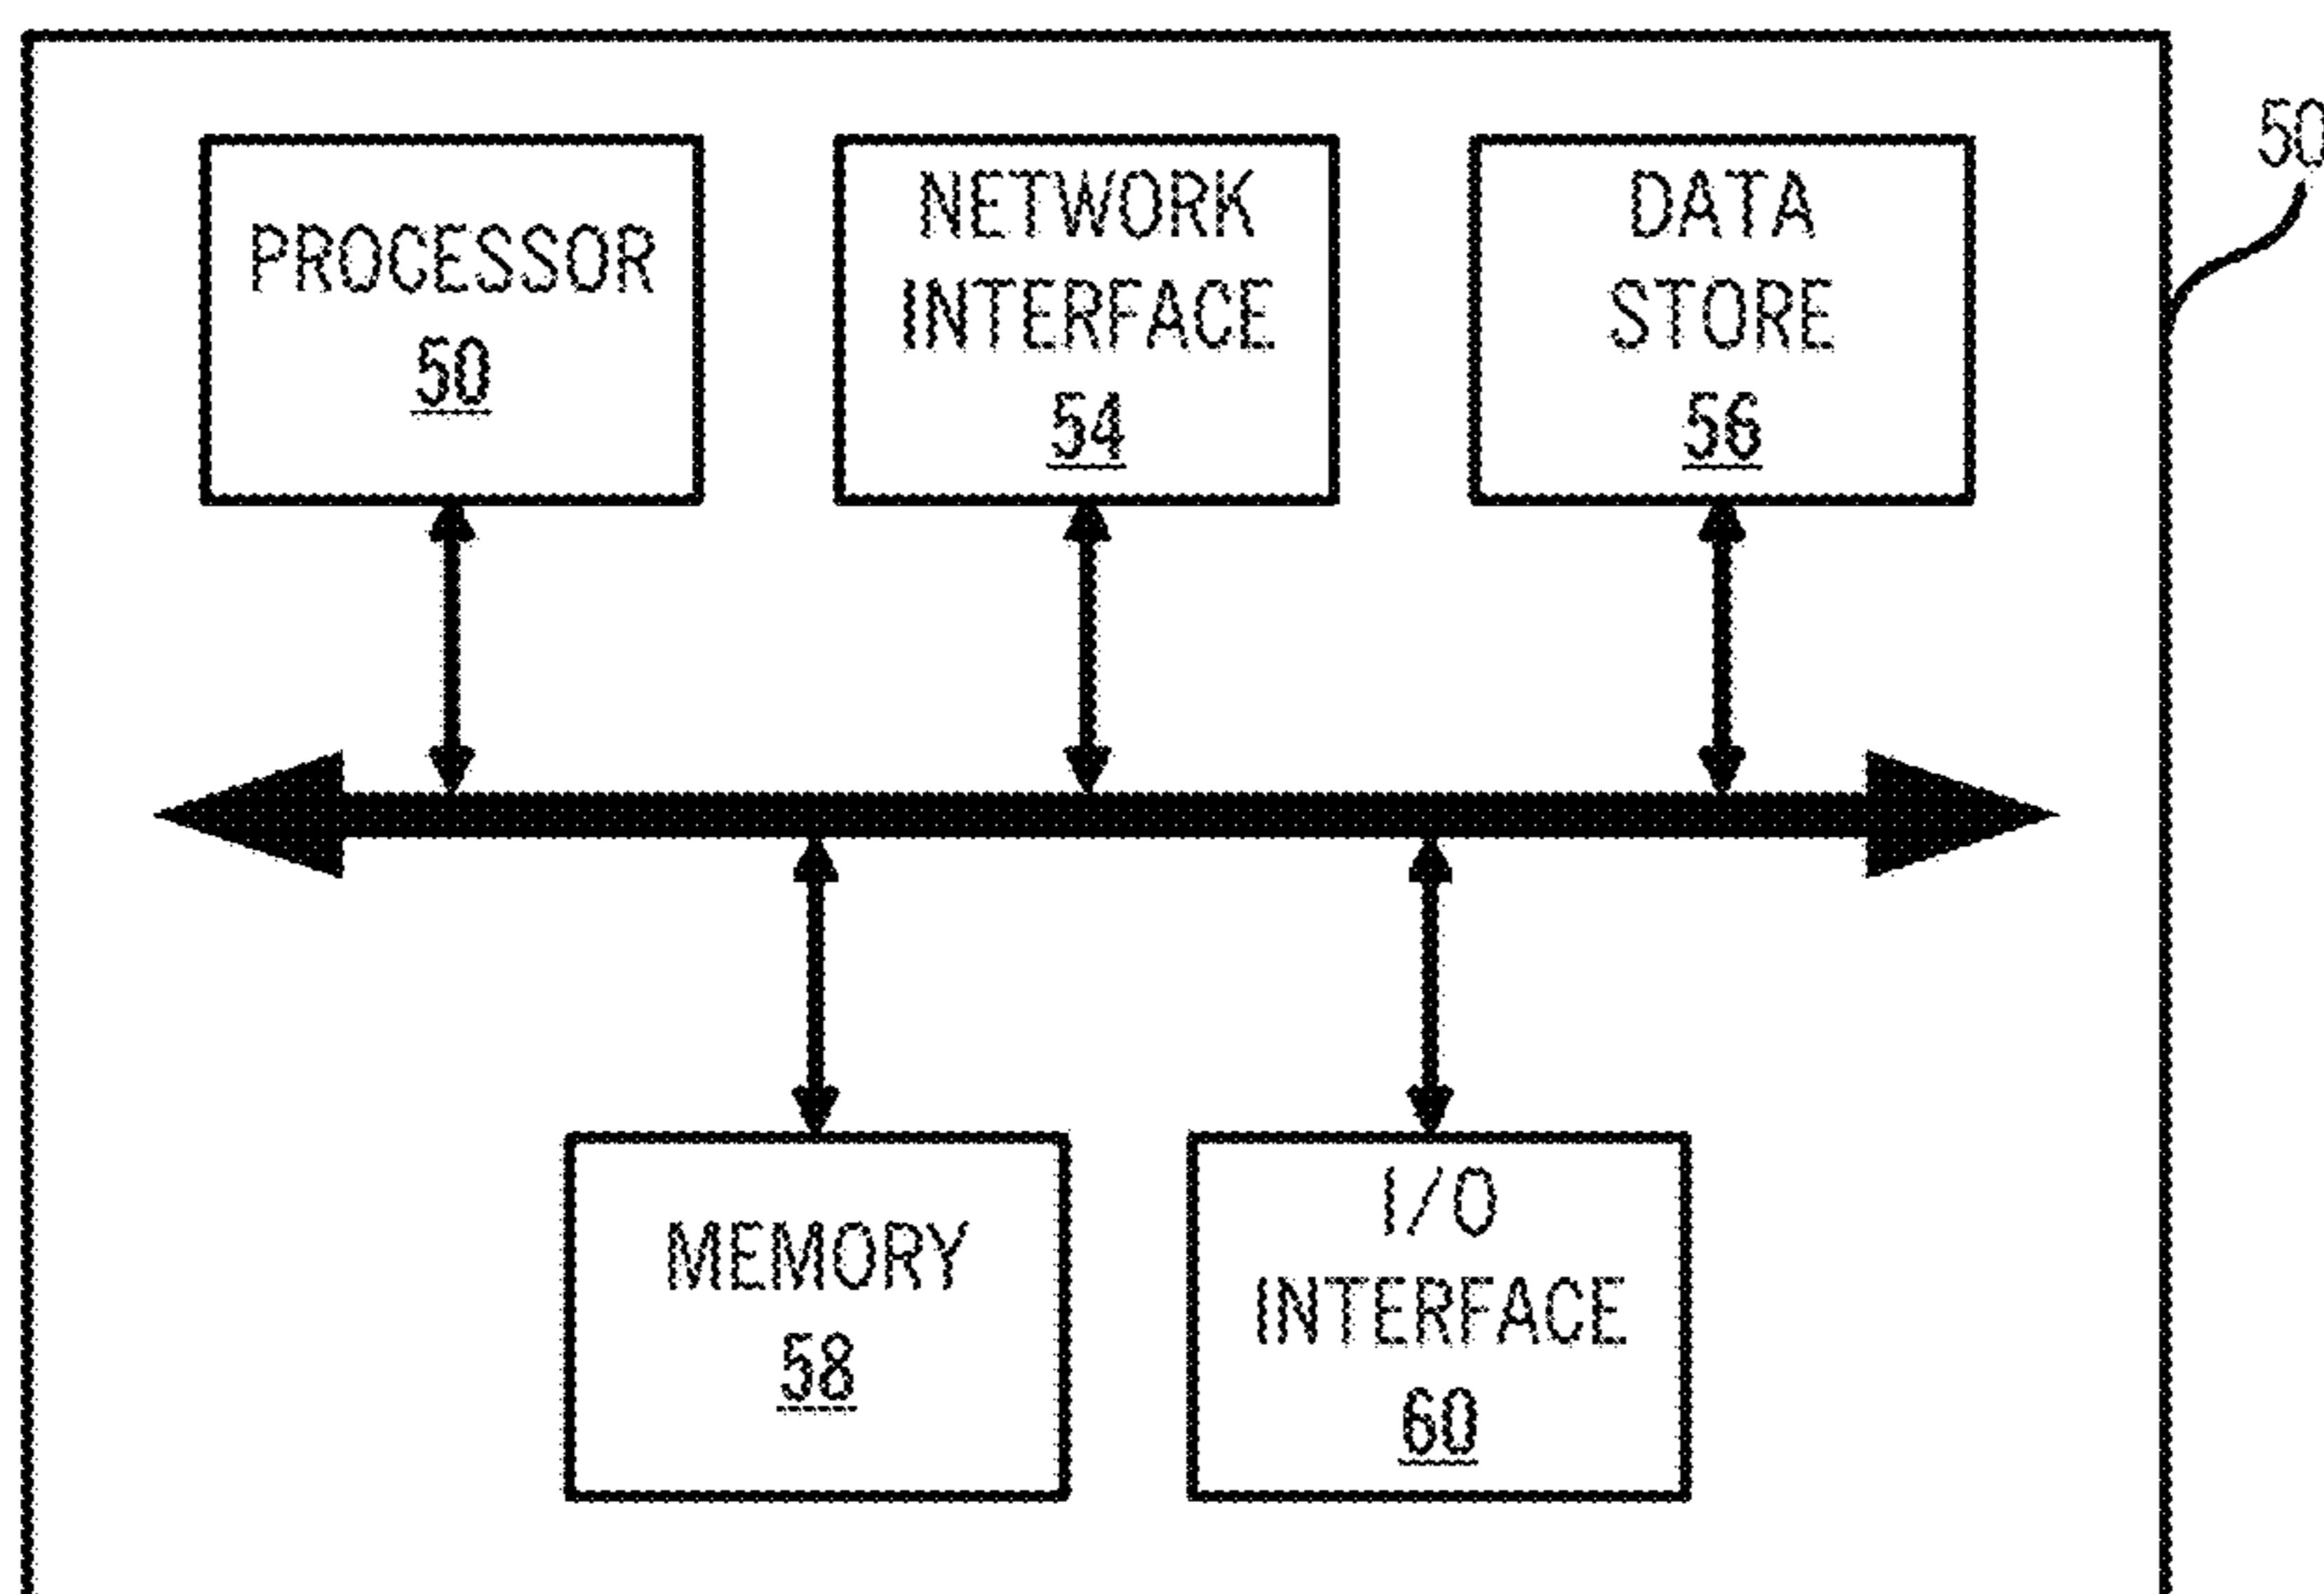 50
PROCESSOR
50
NETWORK
INTERFACE
54
DATA
STORE
56
MEMORY
58
I/O
INTERFACE
60